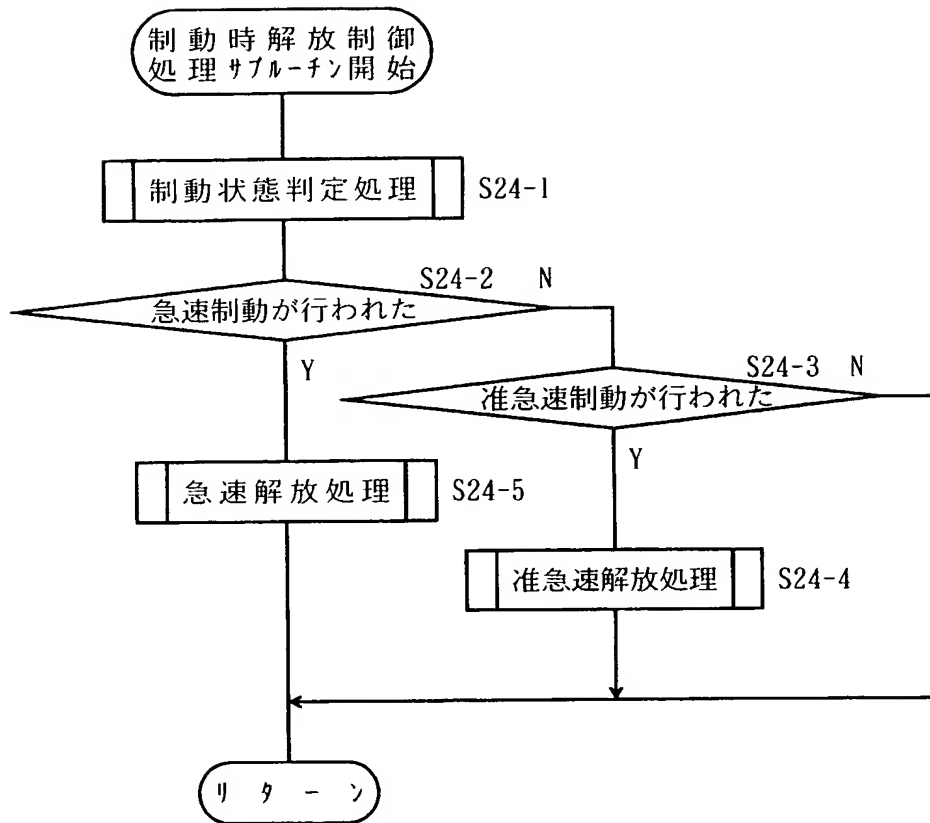 制動時解放制御
処理サブルーチン開始
制動状態判定処理 S24-1
S24-2 N
急速制動が行われた
Y
S24-3 N
准急速制動が行われた
Y
急速解放処理 S24-5
准急速解放処理 S24-4
リターン